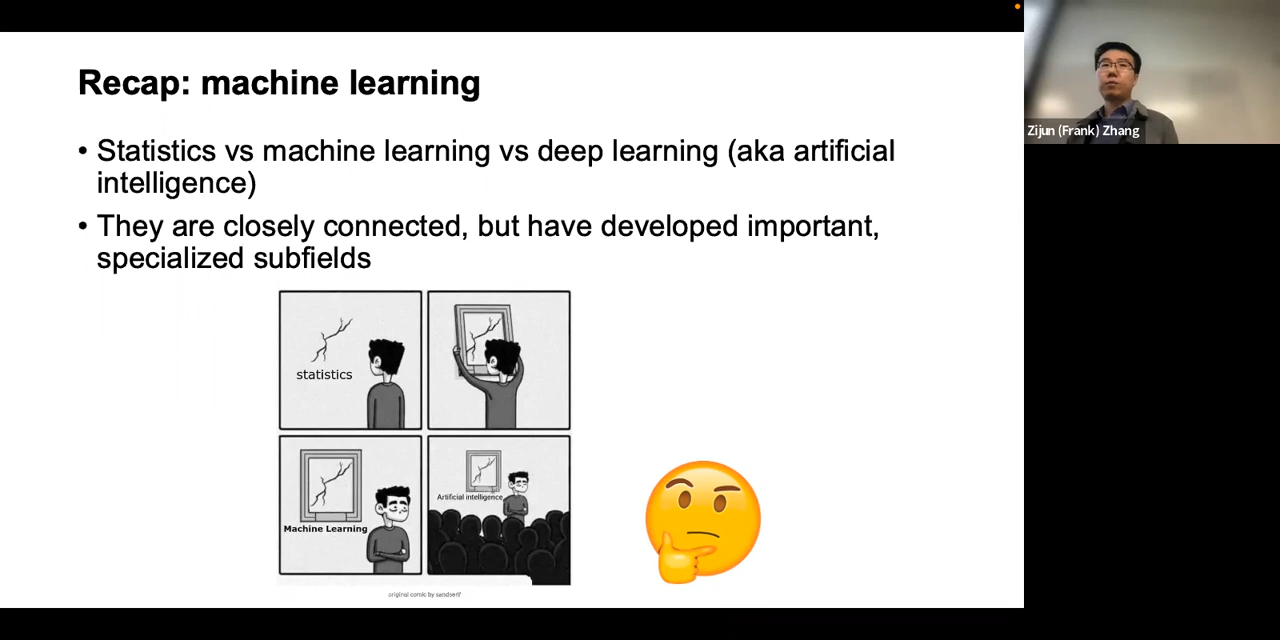 Recap: machine learning
• Statistics vs machine learning vs deep learning (aka artificial
intelligence)
• They are closely connected, but have developed important,
specialized subfields
statistics
Machine Learning
Artificial intelligence
original comic by sandserif
Zijun (Frank) Zhang